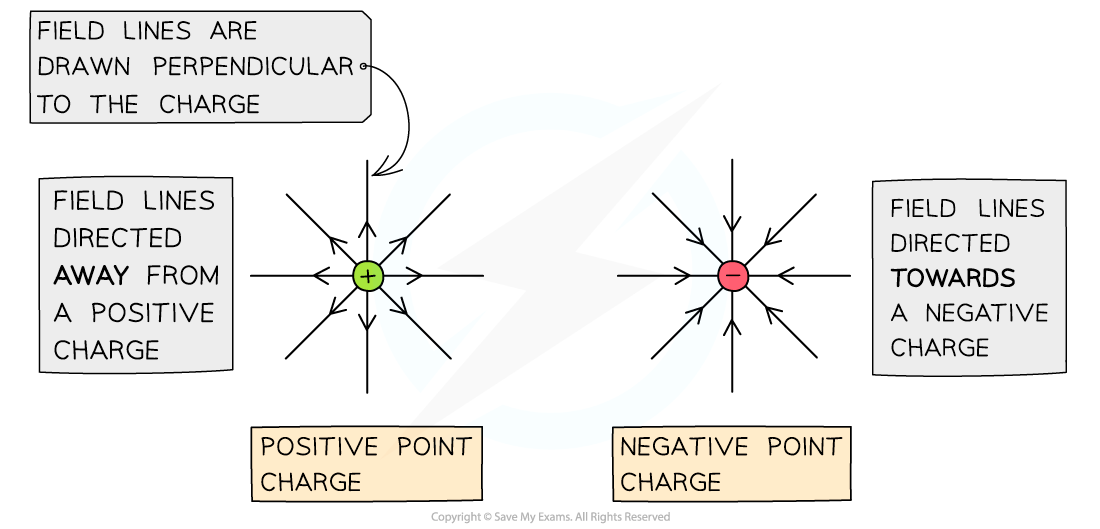 FIELD LINES ARE
DRAWN PERPENDICULAR
TO THE CHARGE
FIELD LINES
DIRECTED
AWAY FROM
A POSITIVE
CHARGE
+
−
FIELD LINES
DIRECTED
TOWARDS
A NEGATIVE
CHARGE
POSITIVE POINT
CHARGE
NEGATIVE POINT
CHARGE
Copyright © Save My Exams. All Rights Reserved